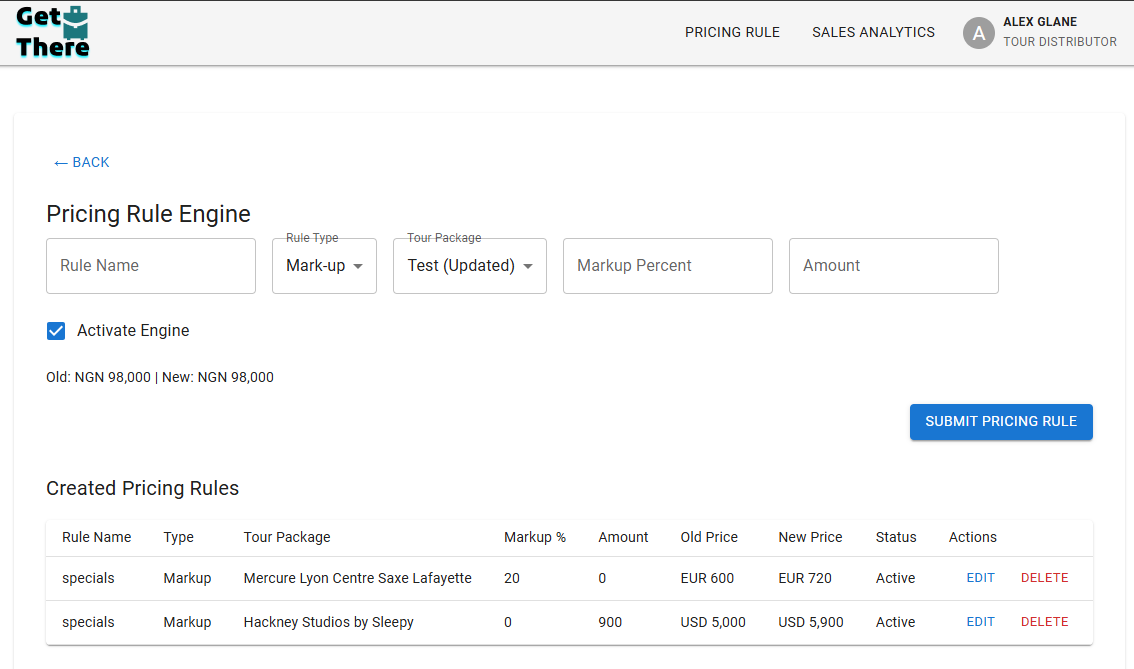 Get
There
PRICING RULE SALES ANALYTICS A ALEX GLANE
TOUR DISTRIBUTOR
← BACK
Pricing Rule Engine
Rule Name Rule Type Mark-up Tour Package Test (Updated) Markup Percent Amount
Activate Engine
Old: NGN 98,000 | New: NGN 98,000
SUBMIT PRICING RULE
Created Pricing Rules
Rule Name Type Tour Package Markup % Amount Old Price New Price Status Actions
specials Markup Mercure Lyon Centre Saxe Lafayette 20 0 EUR 600 EUR 720 Active EDIT DELETE
specials Markup Hackney Studios by Sleepy 0 900 USD 5,000 USD 5,900 Active EDIT DELETE